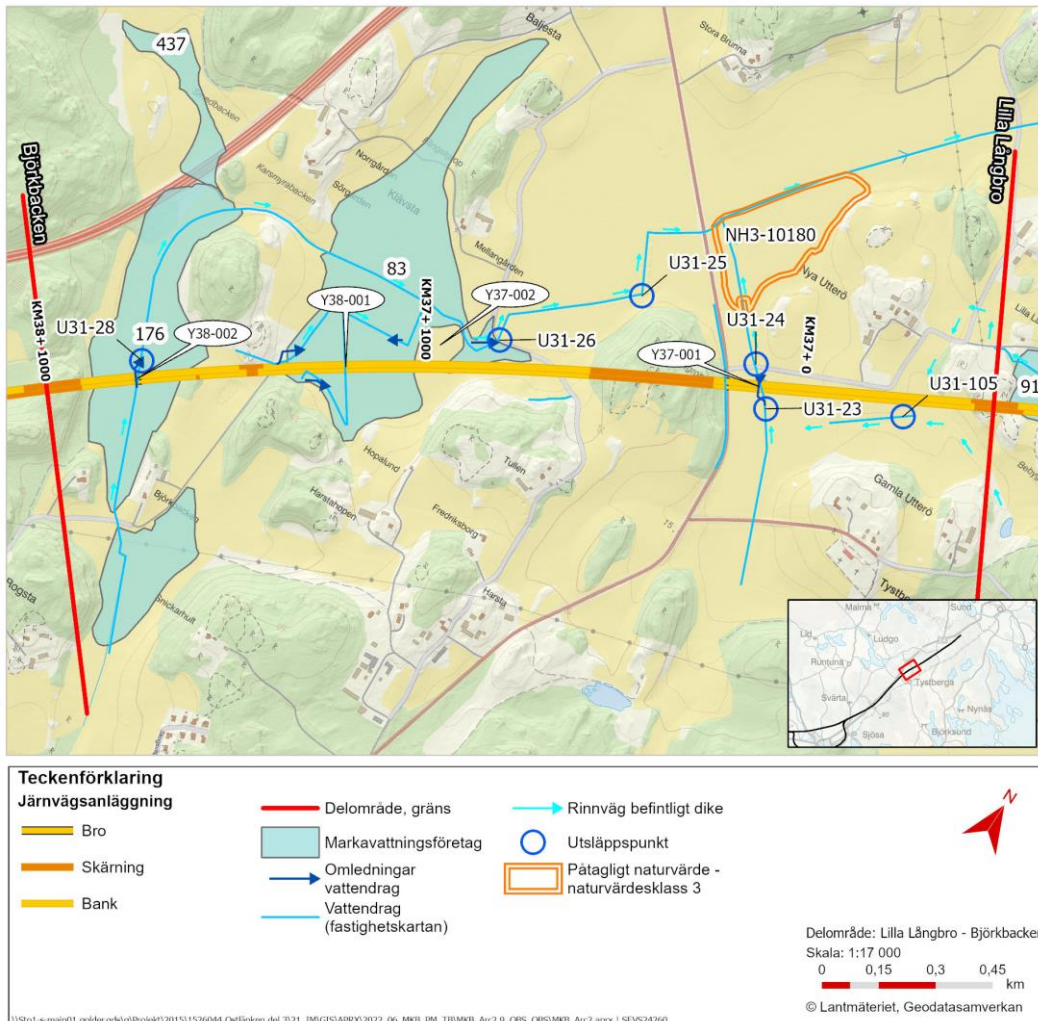 437
Baljesta
Stora Brunna
Lilla Långbro
Björkbacken
Norrgården
Karsmyrabacken
Sörgården
Klävsta
Mellangården
NH3-10180
83
U31-25
Nya Utterö
KM38+1000
U31-28
176
Y38-002
Y38-001
KM37+1000
Y37-002
U31-26
U31-24
KM37+ 0
Y37-001
U31-105
91
U31-23
Hopalund
Tullen
Gamla Utterö
Björkbacken
Harstahopen
Fredriksborg
15
Rogsta
Snickarhult
Harsta
Malma
Sund
Lid
Ludgo
Runtuna
Tystberga
Svärta
Nynäs
Sjösa
Björksund
Teckenförklaring
Järnvägsanläggning
Bro
Skärning
Bank
Delområde, gräns
Markavattningsföretag
Omledningar
vattendrag
Vattendrag
(fastighetskartan)
Rinnväg befintligt dike
Utsläppspunkt
Påtagligt naturvärde -
naturvärdesklass 3
N
Delområde: Lilla Långbro - Björkbacken
Skala: 1:17 000
0 0,15 0,3 0,45
km
© Lantmäteriet, Geodatasamverkan